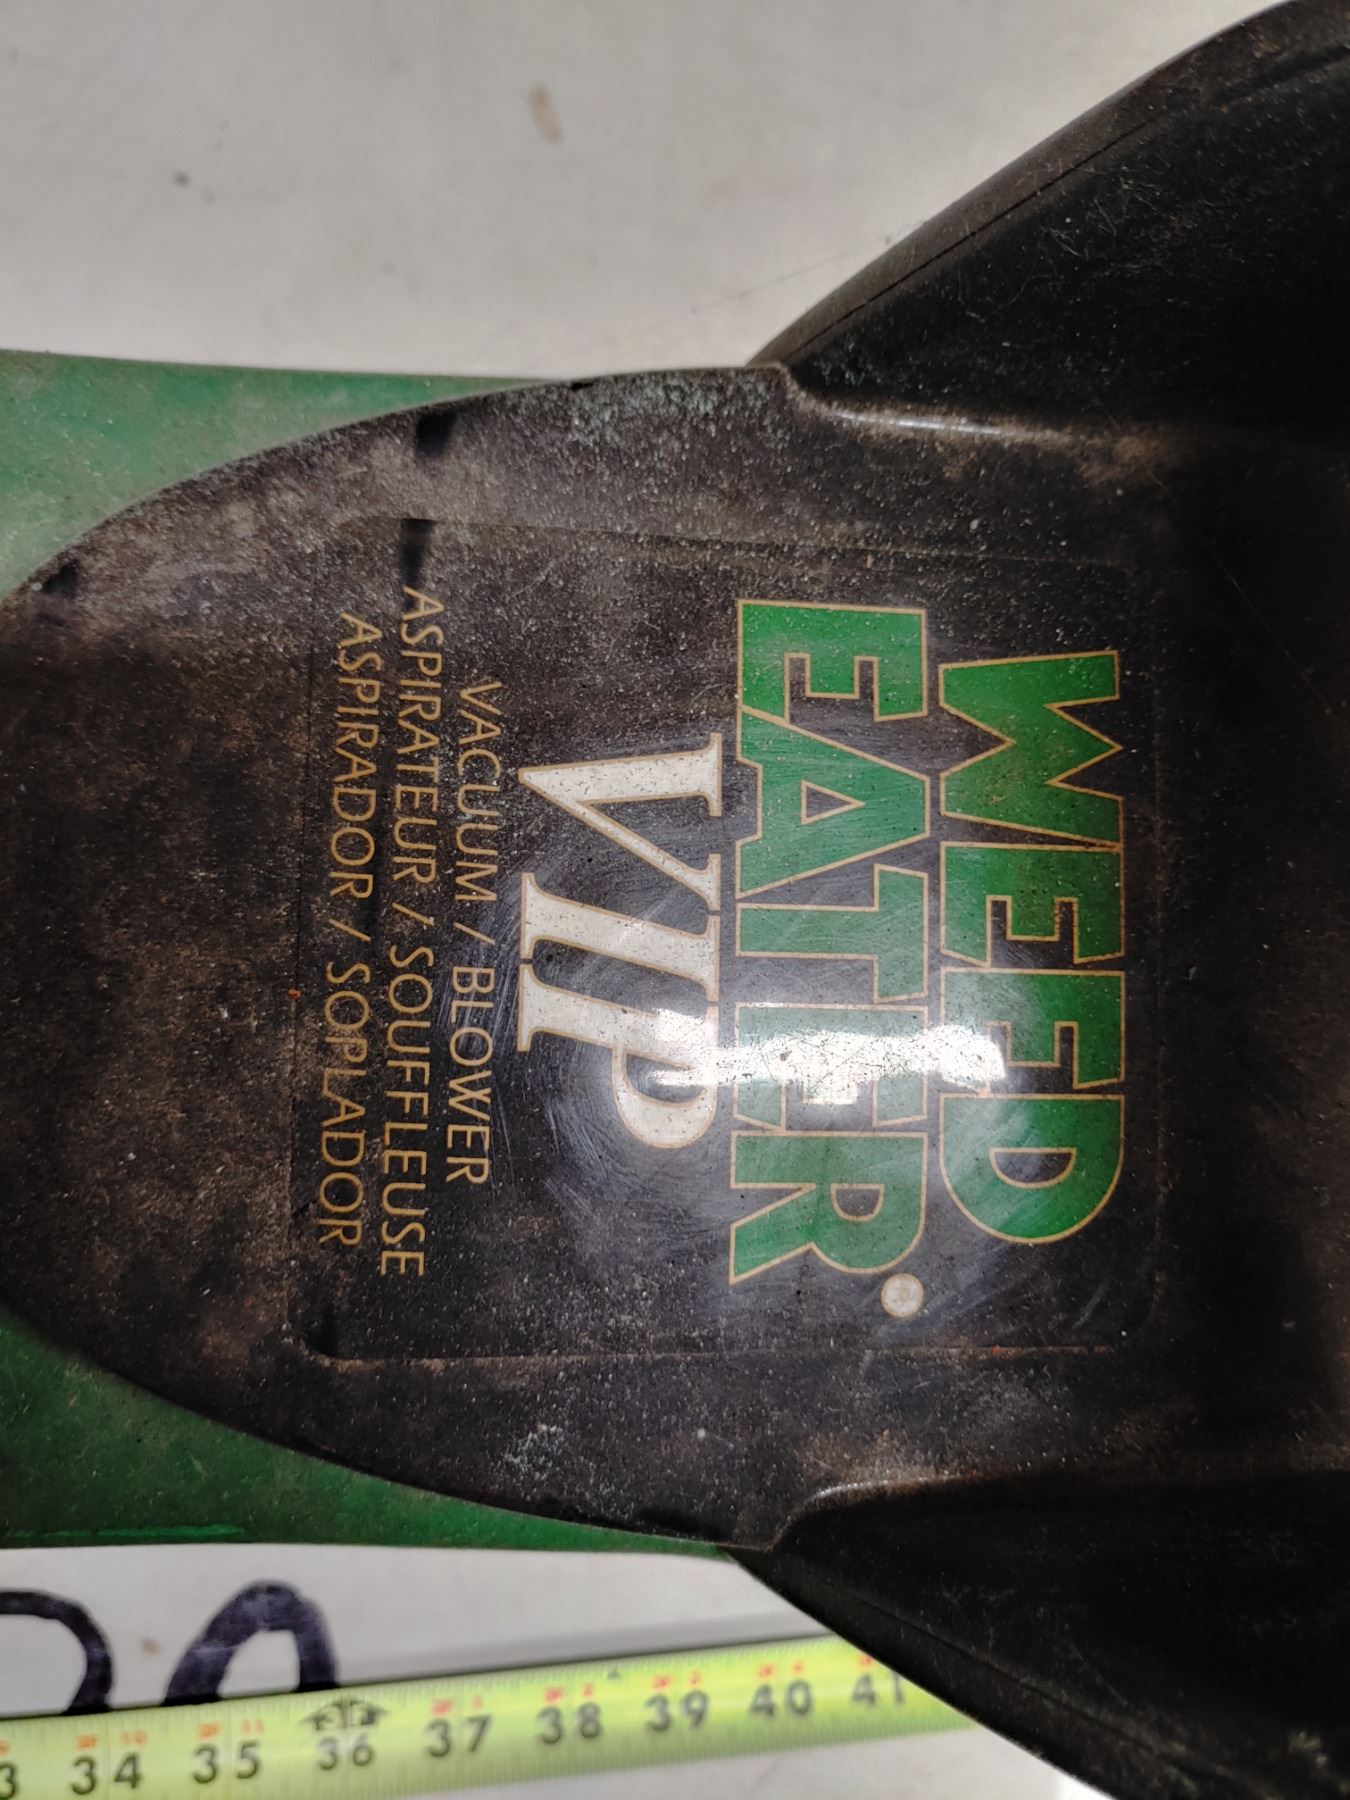 WEED
EATER®
VIP
VACUUM / BLOWER
ASPIRATEUR / SOUFFLEUSE
ASPIRADOR / SOPLADOR
34 35 36 37 38 39 40 41